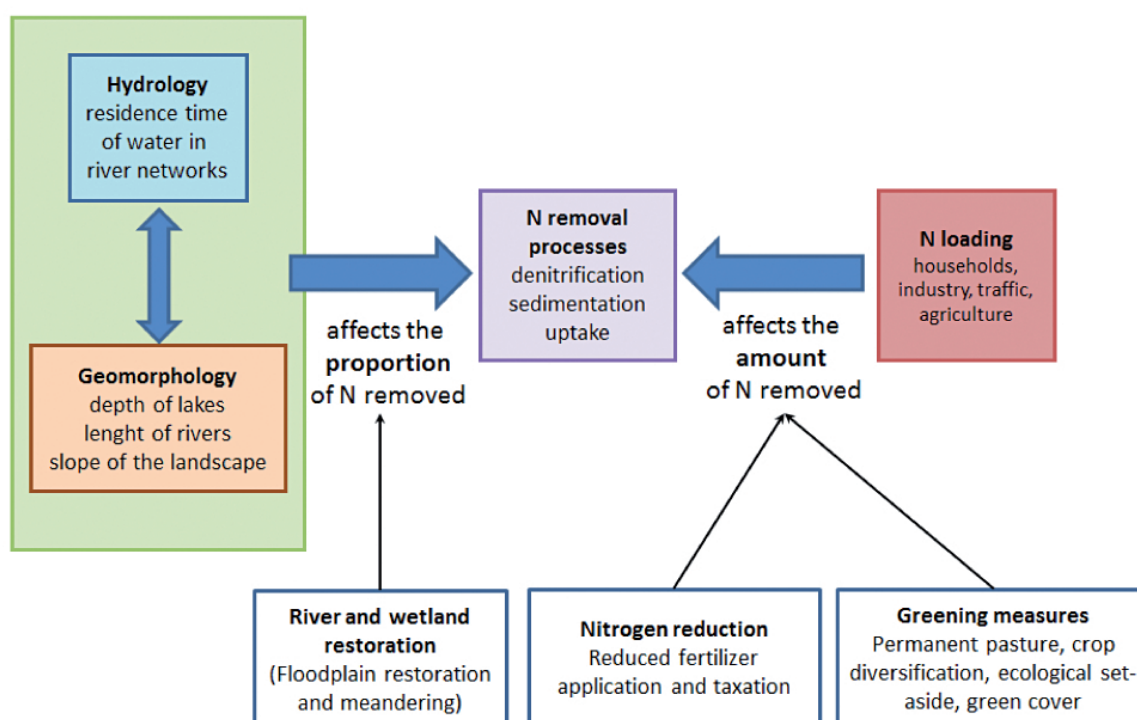 Hydrology
residence time
of water in
river networks
Geomorphology
depth of lakes
lenght of rivers
slope of the landscape
affects the
proportion
of N removed
N removal
processes
denitrification
sedimentation
uptake
affects the
amount
of N removed
N loading
households,
industry, traffic,
agriculture
River and wetland
restoration
(Floodplain restoration
and meandering)
Nitrogen reduction
Reduced fertilizer
application and taxation
Greening measures
Permanent pasture, crop
diversification, ecological set-
aside, green cover